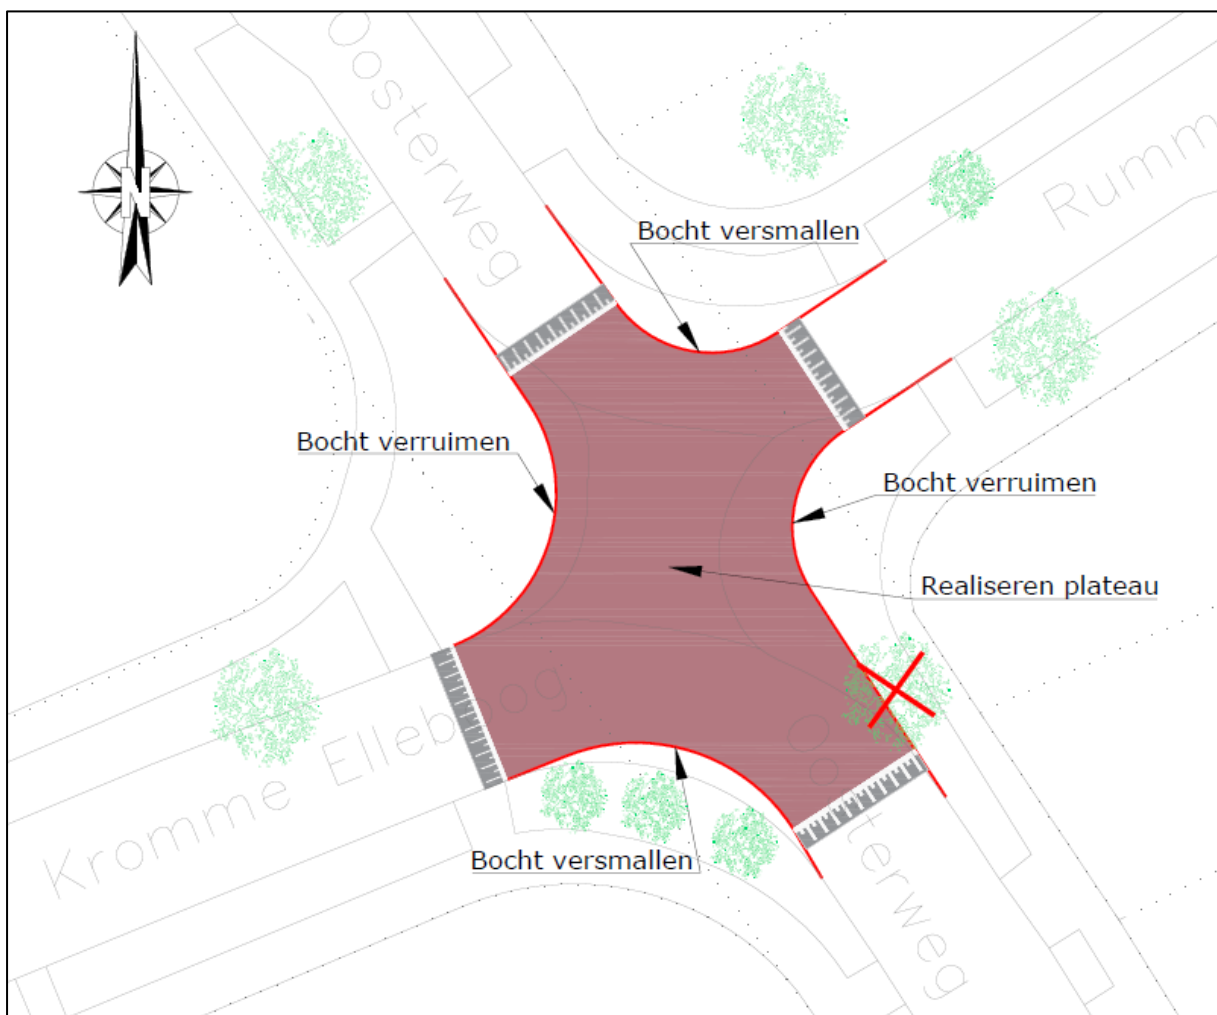 Oosterweg
N
Rumm
Bocht versmallen
Bocht verruimen
Bocht verruimen
Realiseren plateau
Kromme Elleboog
Bocht versmallen
Oosterweg